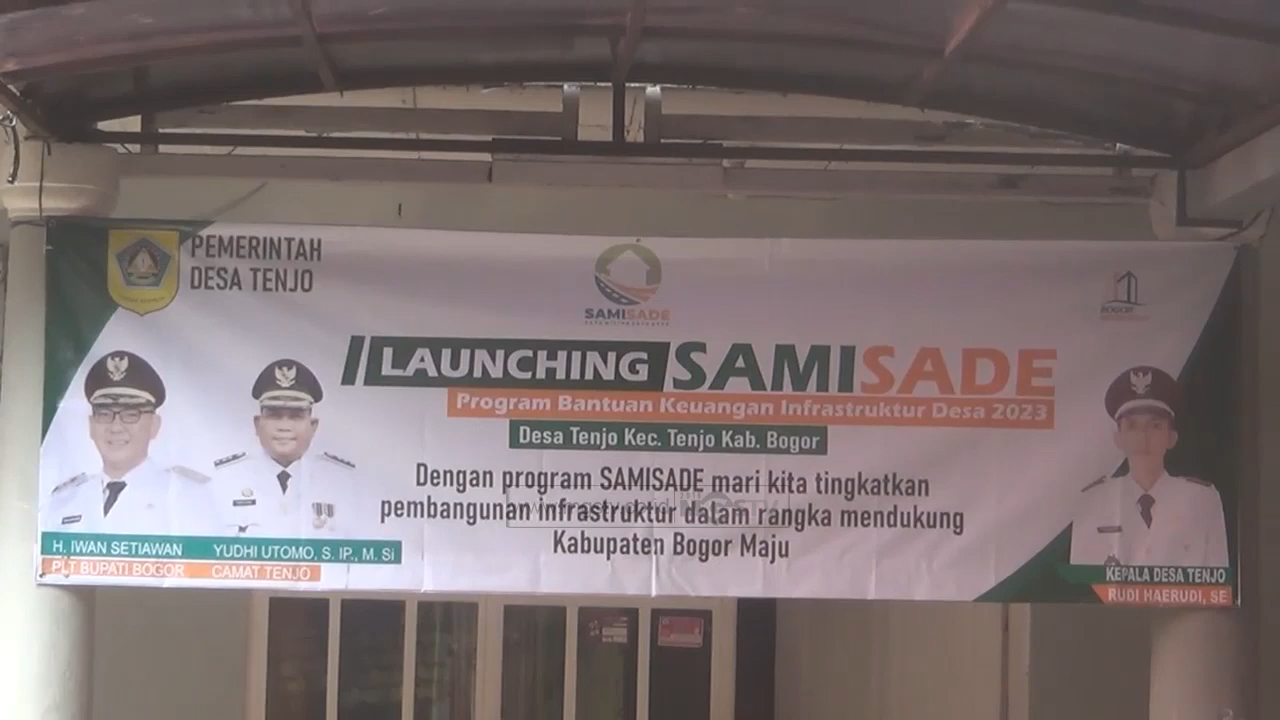 PEMERINTAH
DESA TENJO
SAMISADE
LAUNCHING SAMISADE
Program Bantuan Keuangan Infrastruktur Desa 2023
Desa Tenjo Kec. Tenjo Kab. Bogor
Dengan program SAMISADE mari kita tingkatkan
pembangunan infrastruktur dalam rangka mendukung
Kabupaten Bogor Maju
H. IWAN SETIAWAN
PLT BUPATI BOGOR
YUDHI UTOMO, S. IP., M. Si
CAMAT TENJO
KEPALA DESA TENJO
RUDI HAERUDI, SE